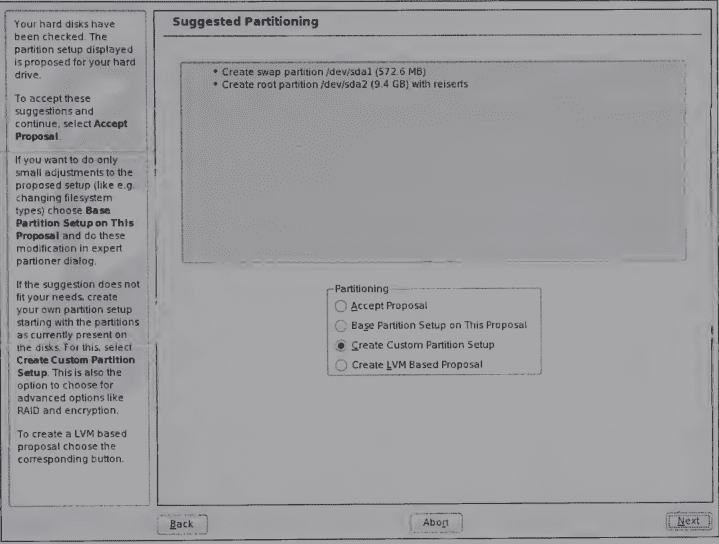 Your hard disks have
been checked. The
partition setup displayed
is proposed for your hard
drive.
To accept these
suggestions and
continue, select Accept
Proposal.
If you want to do only
small adjustments to the
proposed setup (like e.g.
changing filesystem
types) choose Base
Partition Setup on This
Proposal and do these
modification in expert
partioner dialog.
If the suggestion does not
fit your needs, create
your own partition setup
starting with the partitions
as currently present on
the disks. For this, select
Create Custom Partition
Setup. This is also the
option to choose for
advanced options like
RAID and encryption.
To create a LVM based
proposal choose the
corresponding button.
Suggested Partitioning
• Create swap partition /dev/sda1 (572.6 MB)
• Create root partition /dev/sda2 (9.4 GB) with reiserfs
Partitioning
Accept Proposal
Base Partition Setup on This Proposal
Create Custom Partition Setup
Create LVM Based Proposal
Back
Abort
Next